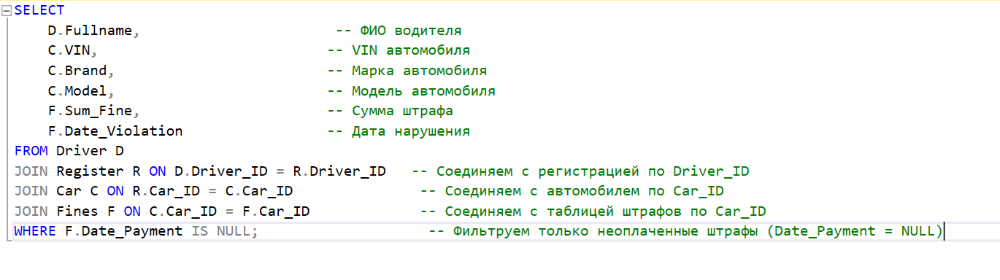 SELECT
D.Fullname, -- ФИО водителя
C.VIN, -- VIN автомобиля
C.Brand, -- Марка автомобиля
C.Model, -- Модель автомобиля
F.Sum_Fine, -- Сумма штрафа
F.Date_Violation -- Дата нарушения
FROM Driver D
JOIN Register R ON D.Driver_ID = R.Driver_ID -- Соединяем с регистрацией по Driver_ID
JOIN Car C ON R.Car_ID = C.Car_ID -- Соединяем с автомобилем по Car_ID
JOIN Fines F ON C.Car_ID = F.Car_ID -- Соединяем с таблицей штрафов по Car_ID
WHERE F.Date_Payment IS NULL; -- Фильтруем только неоплаченные штрафы (Date_Payment = NULL)